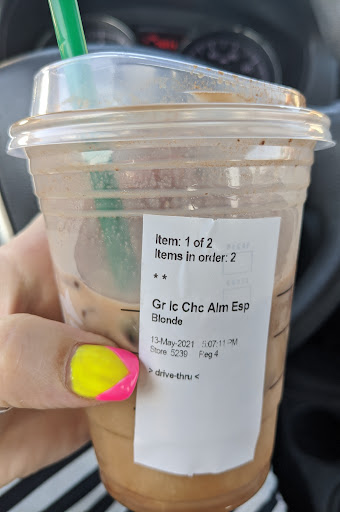 Item: 1 of 2
Items in order: 2
* *
Gr Ic Chc Alm Esp
Blonde
13-May-2021 5:07:11 PM
Store 5239 Reg 4
> drive-thru <